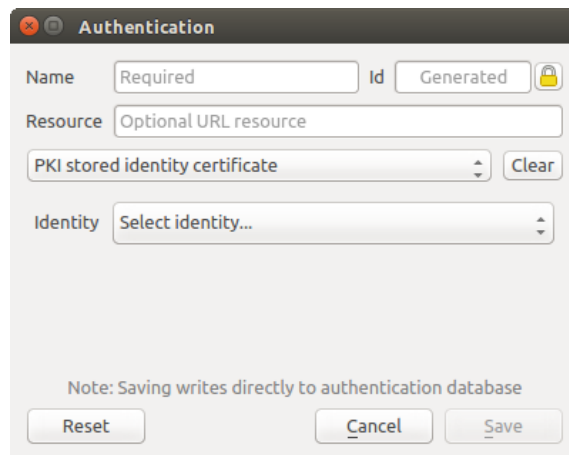 Authentication
Name Required Id Generated
Resource Optional URL resource
PKI stored identity certificate Clear
Identity Select identity...
Note: Saving writes directly to authentication database
Reset Cancel Save